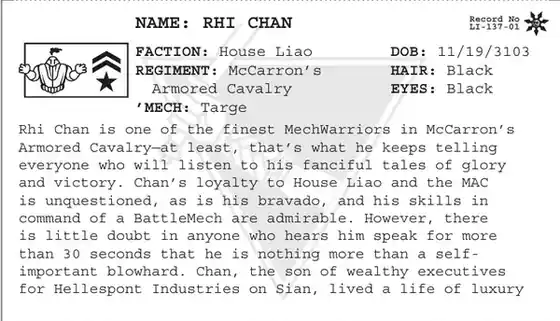 NAME: RHI CHAN
Record No
LI-137-01
FACTION: House Liao
DOB: 11/19/3103
REGIMENT: McCarron's
HAIR: Black
Armored Cavalry
EYES: Black
'MECH: Targe
Rhi Chan is one of the finest MechWarriors in McCarron's
Armored Cavalry—at least, that's what he keeps telling
everyone who will listen to his fanciful tales of glory
and victory. Chan's loyalty to House Liao and the MAC
is unquestioned, as is his bravado, and his skills in
command of a BattleMech are admirable. However, there
is little doubt in anyone who hears him speak for more
than 30 seconds that he is nothing more than a self-
important blowhard. Chan, the son of wealthy executives
for Hellespont Industries on Sian, lived a life of luxury